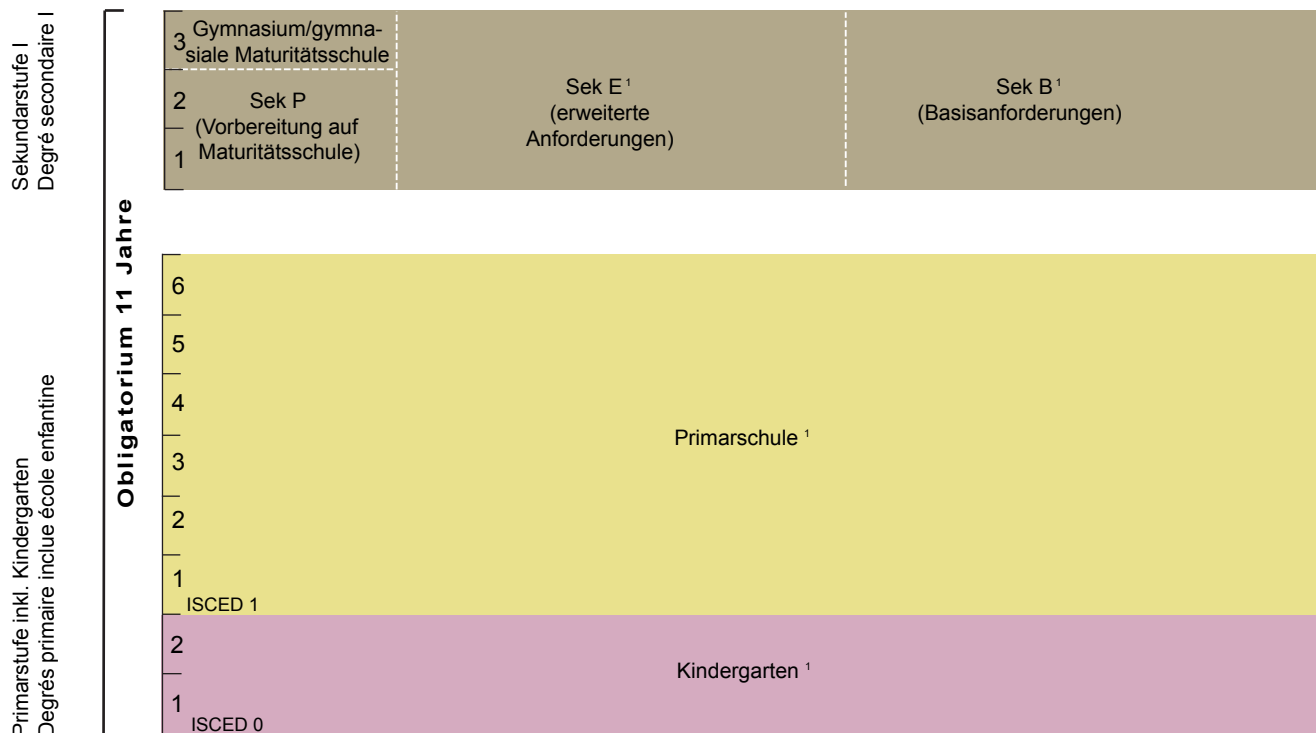 Sekundarstufe I
Degré secondaire I
Obligatorium 11 Jahre
Primarstufe inkl. Kindergarten
Degrés primaire inclue école enfantine
3
Gymnasium/gymna-
siale Maturitätsschule
2
1
Sek P
(Vorbereitung auf
Maturitätsschule)
Sek E ¹
(erweiterte
Anforderungen)
Sek B ¹
(Basisanforderungen)
6
5
4
3
2
1
ISCED 1
Primarschule ¹
2
1
ISCED 0
Kindergarten ¹